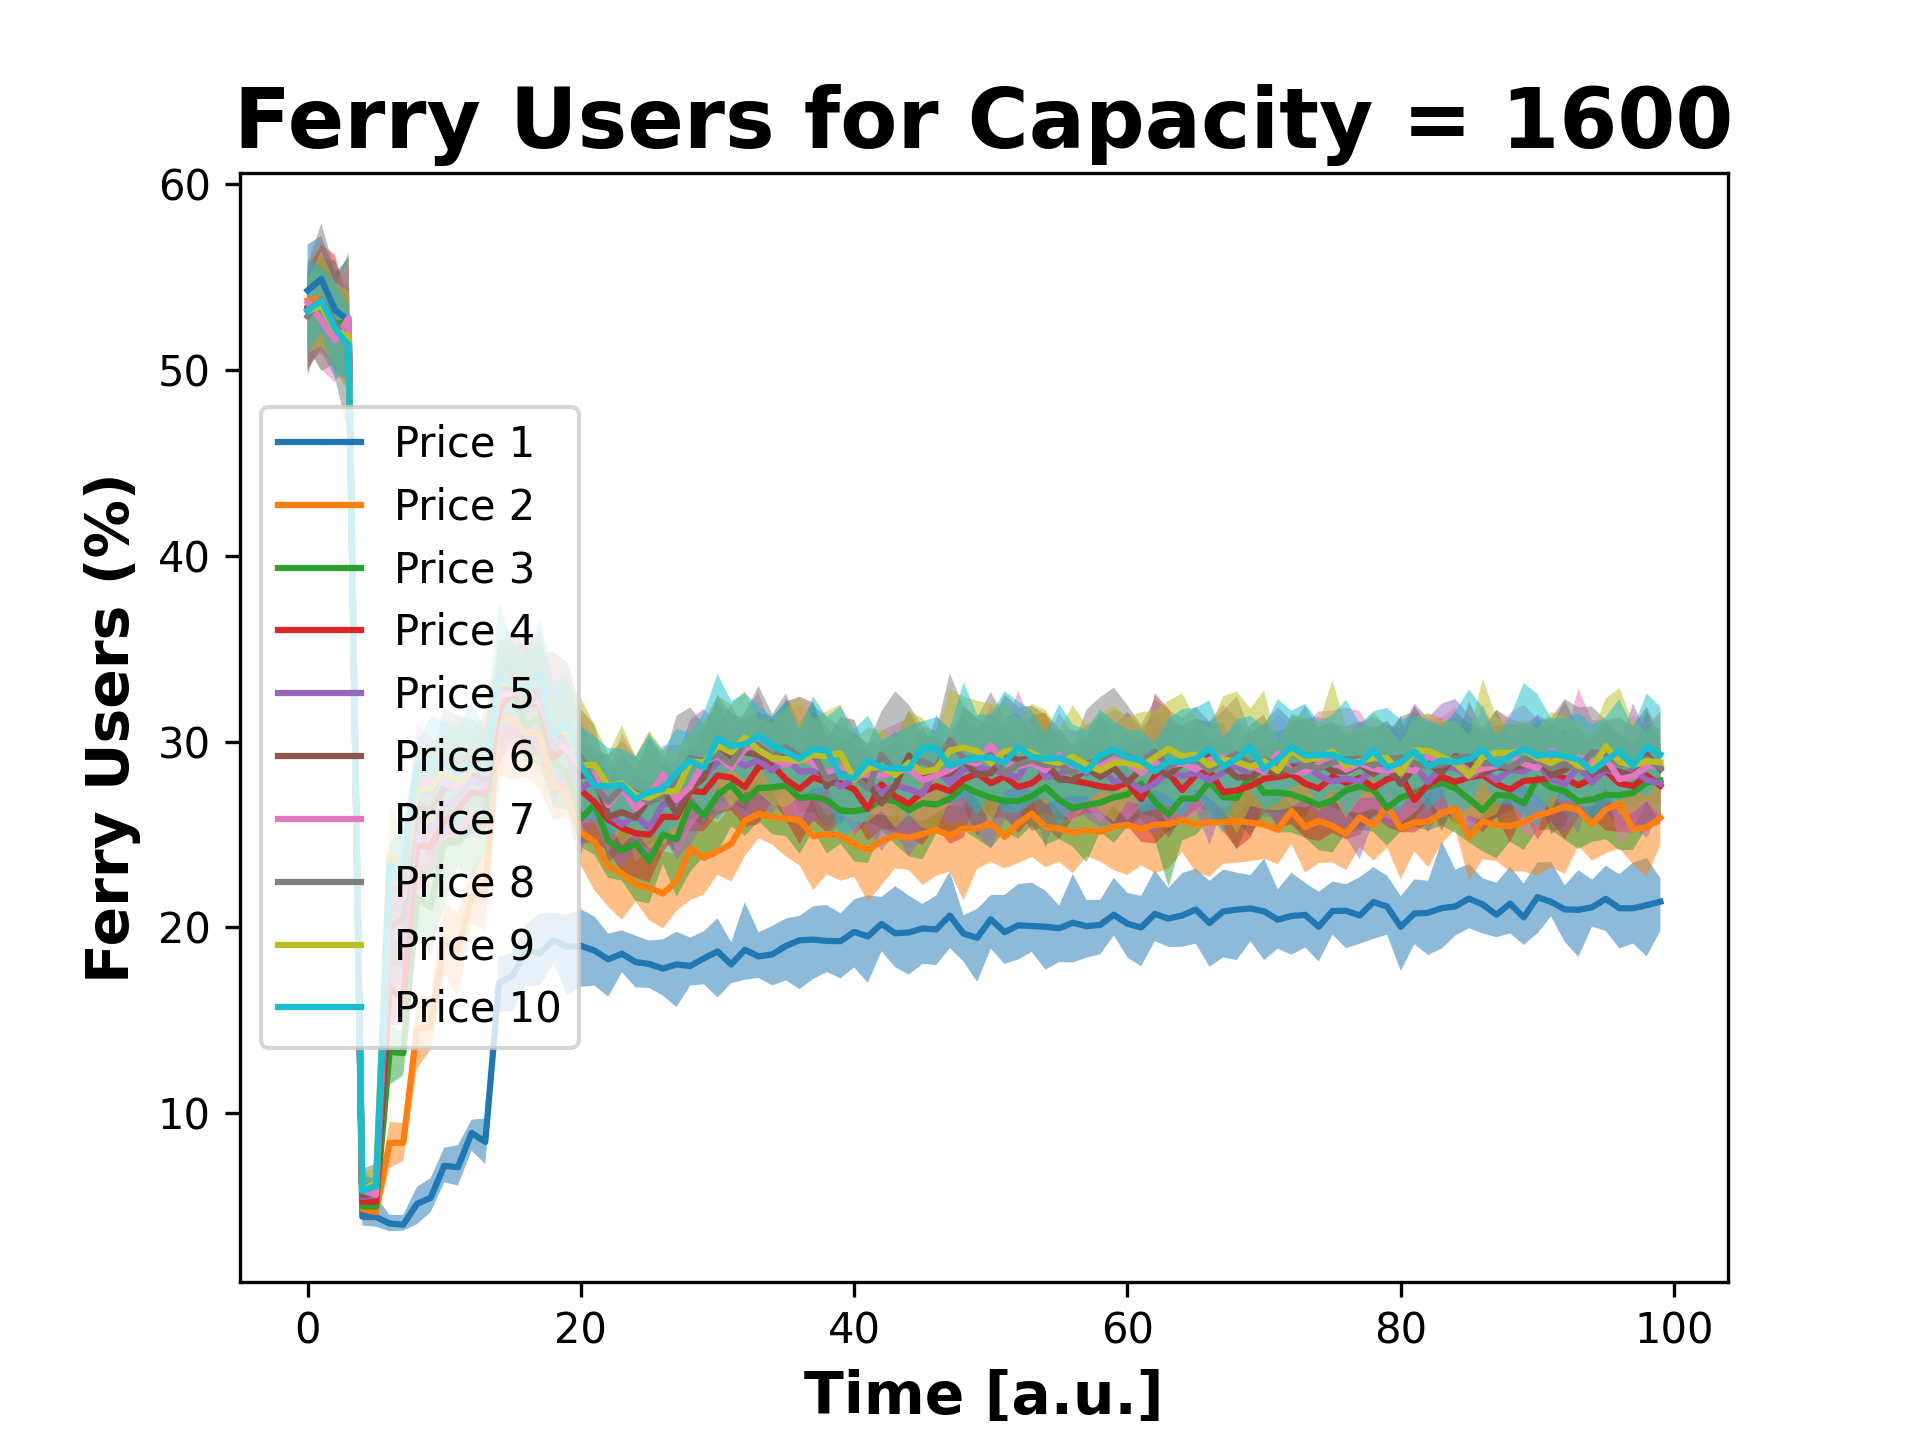 Ferry Users for Capacity = 1600
60
50
40
30
20
10
Ferry Users (%)
Price 1
Price 2
Price 3
Price 4
Price 5
Price 6
Price 7
Price 8
Price 9
Price 10
0 20 40 60 80 100
Time [a.u.]